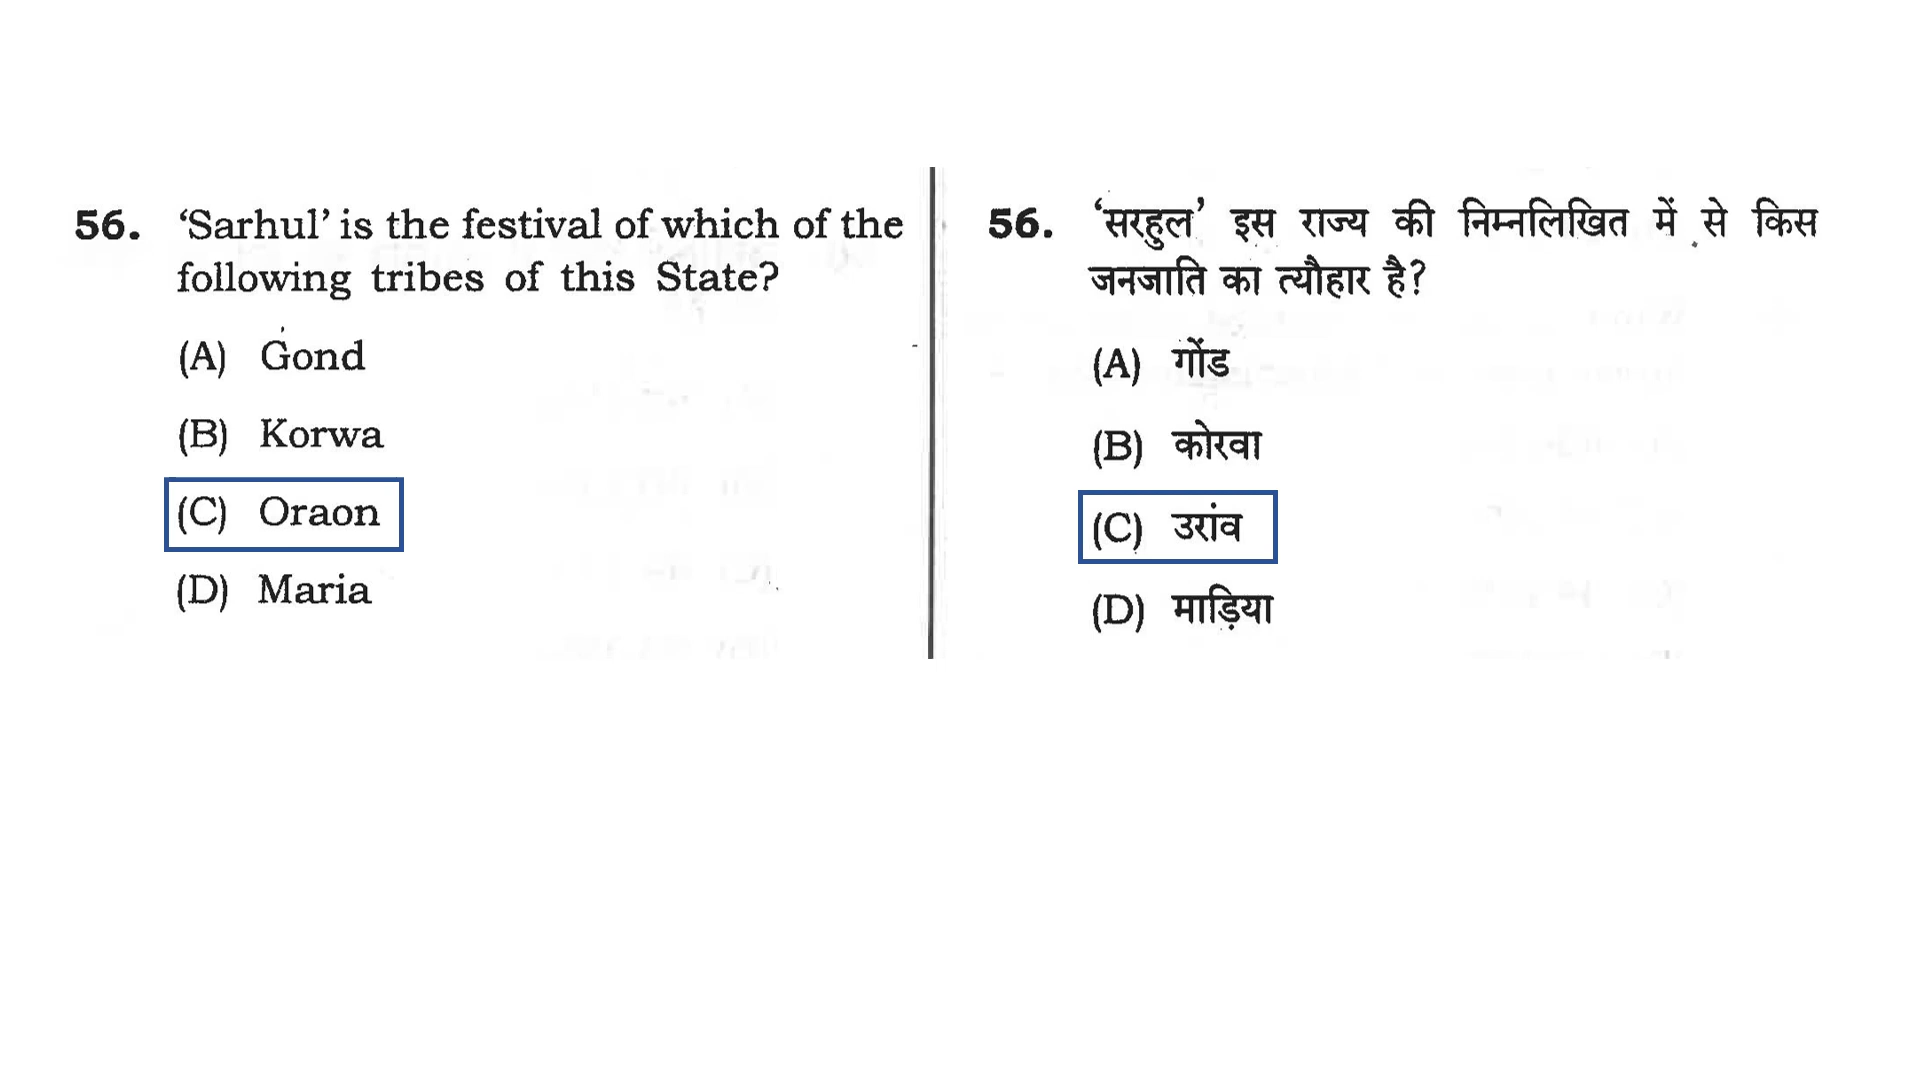 56. ‘Sarhul’ is the festival of which of the
following tribes of this State?
(A) Gond
(B) Korwa
(C) Oraon
(D) Maria
56. ‘सरहुल’ इस राज्य की निम्नलिखित में से किस
जनजाति का त्यौहार है?
(A) गोंड
(B) कोरवा
(C) उरांव
(D) माड़िया